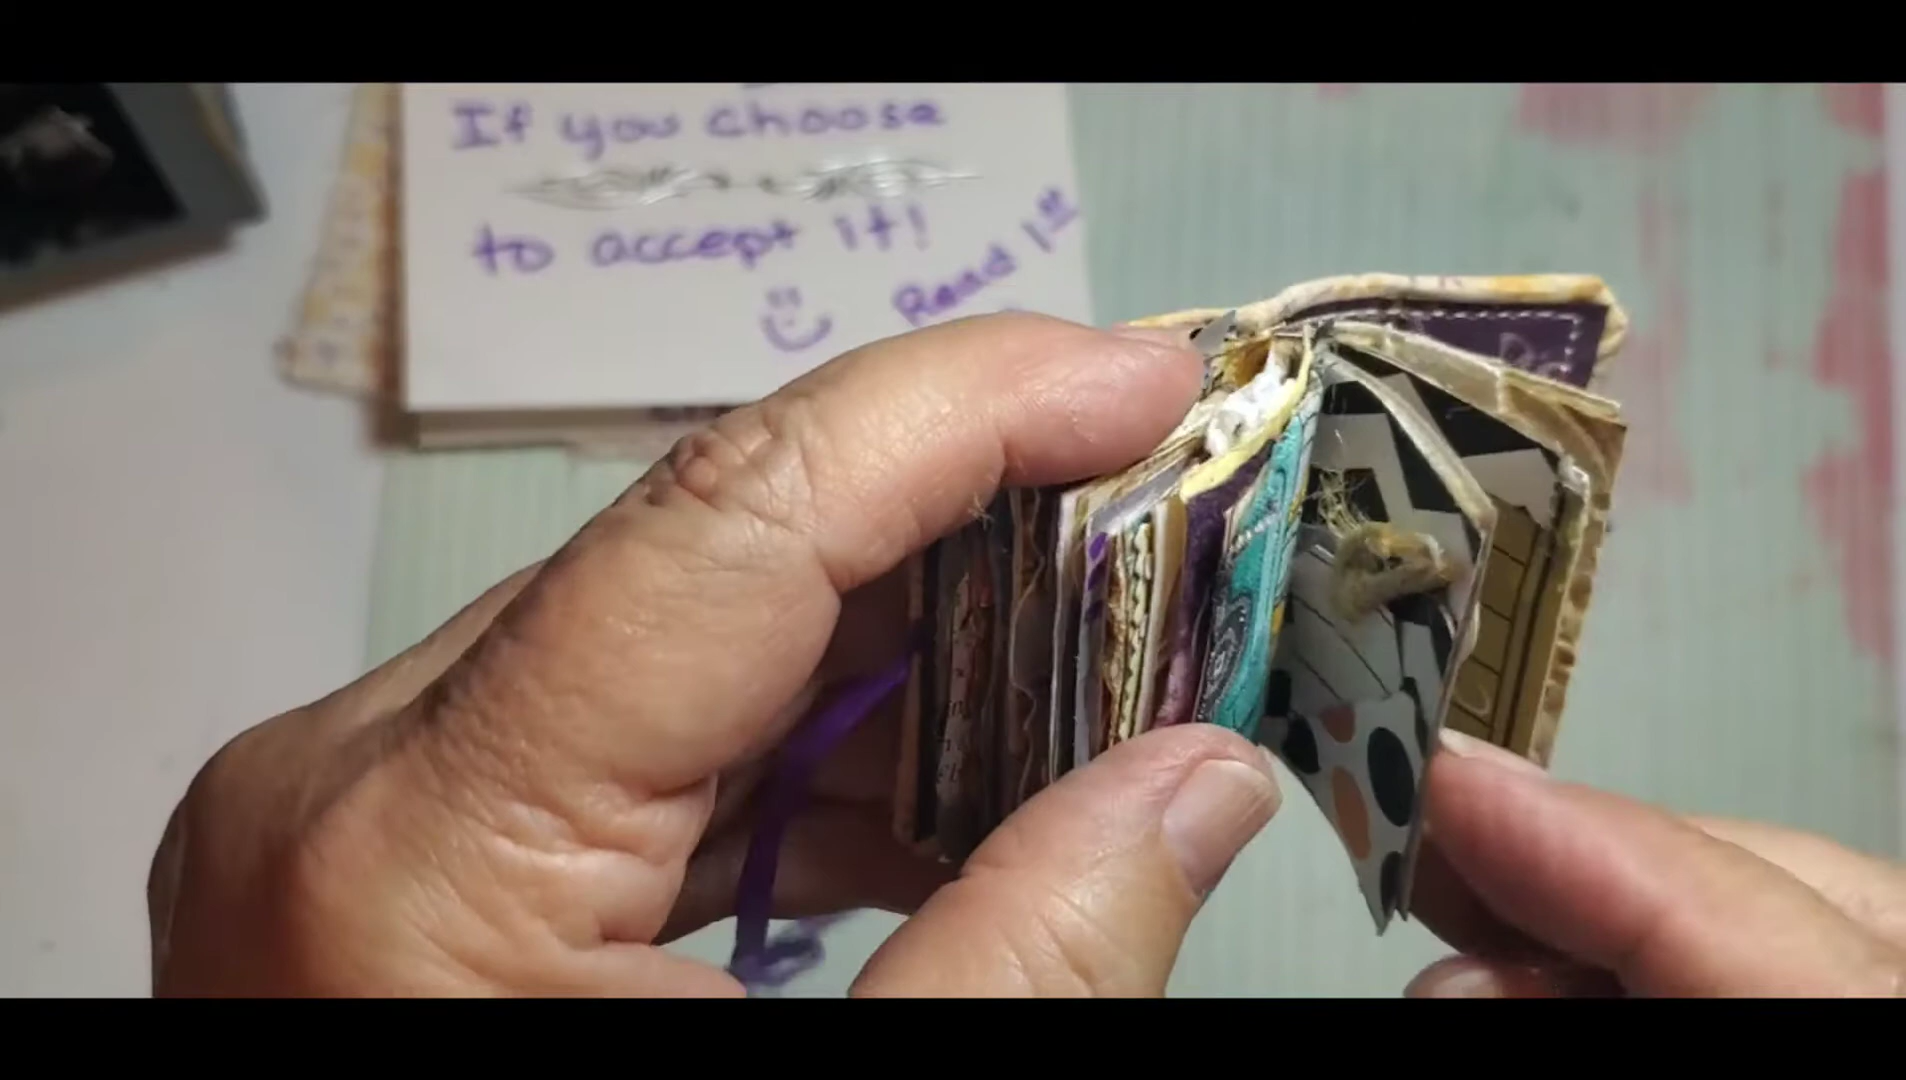 If you choose
to accept it!
Read 1st